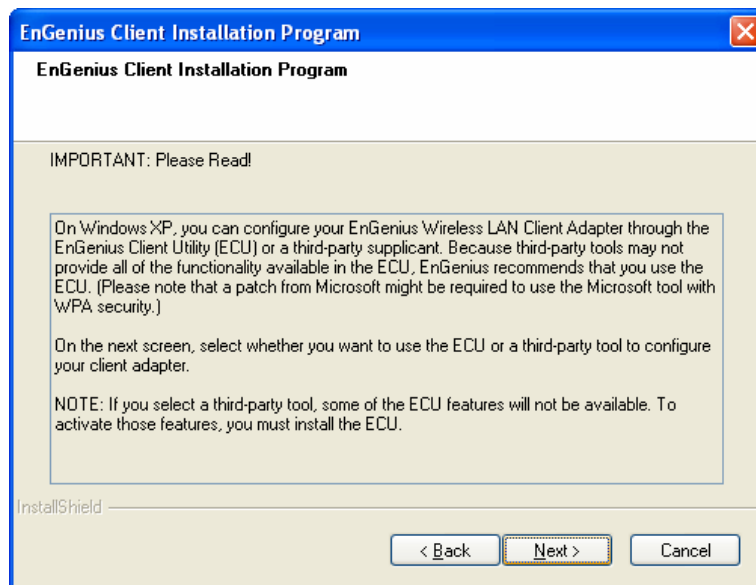 EnGenius Client Installation Program
EnGenius Client Installation Program
IMPORTANT: Please Read!
On Windows XP, you can configure your EnGenius Wireless LAN Client Adapter through the
EnGenius Client Utility (ECU) or a third-party supplicant. Because third-party tools may not
provide all of the functionality available in the ECU, EnGenius recommends that you use the
ECU. (Please note that a patch from Microsoft might be required to use the Microsoft tool with
WPA security.)
On the next screen, select whether you want to use the ECU or a third-party tool to configure
your client adapter.
NOTE: If you select a third-party tool, some of the ECU features will not be available. To
activate those features, you must install the ECU.
InstallShield
< Back Next > Cancel